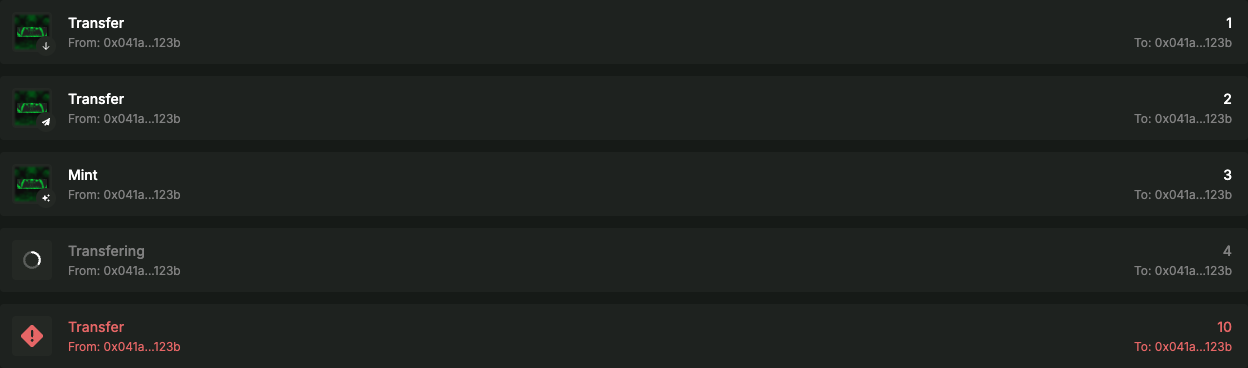 Transfer 1
From: 0x041a...123b To: 0x041a...123b
Transfer 2
From: 0x041a...123b To: 0x041a...123b
Mint 3
From: 0x041a...123b To: 0x041a...123b
Transfering 4
From: 0x041a...123b To: 0x041a...123b
Transfer 10
From: 0x041a...123b To: 0x041a...123b